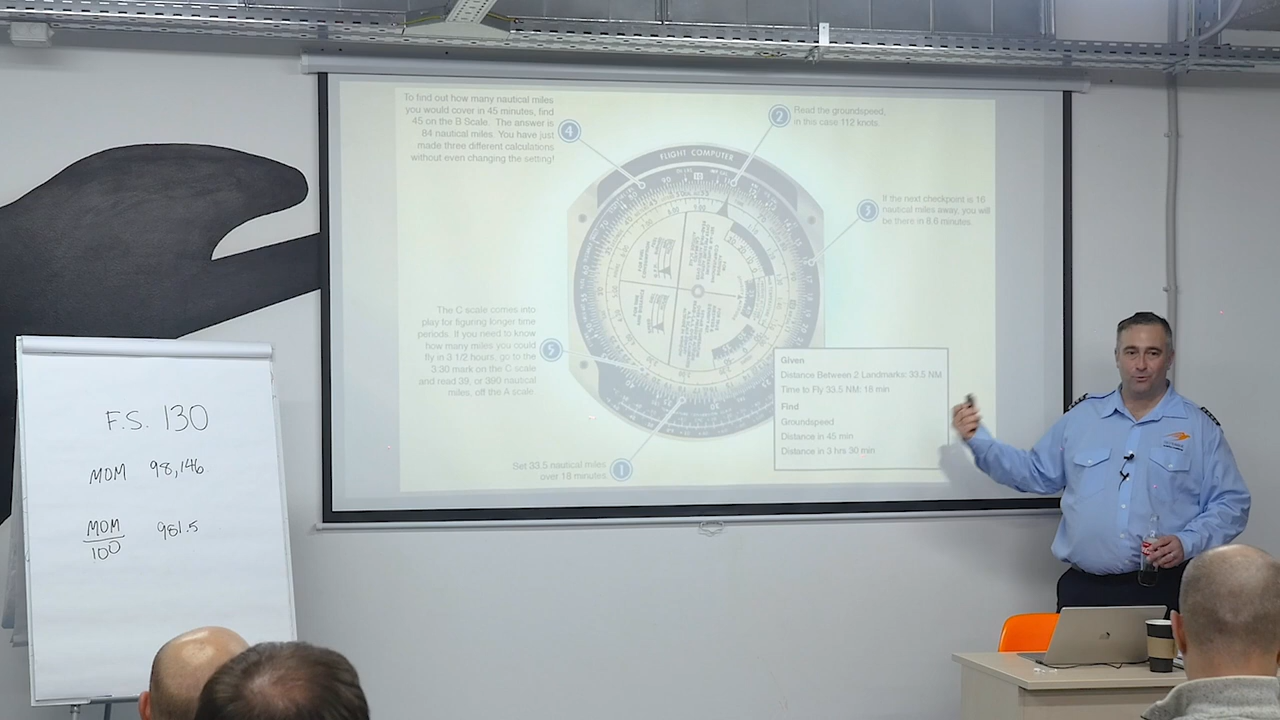 F.S. 130
MOM 98,146
MOM 981.5
100
To find out how many nautical miles
you would cover in 45 minutes, find
45 on the B Scale. The answer is
84 nautical miles. You have just
made three different calculations
without even changing the setting!
4
2
Read the groundspeed,
in this case 112 knots.
FLIGHT COMPUTER
If the next checkpoint is 16
nautical miles away, you will
be there in 8.6 minutes.
The C scale comes into
play for figuring longer time
periods. If you need to know
how many miles you could
fly in 3 1/2 hours, go to the
3:30 mark on the C scale
and read 39, or 390 nautical
miles, off the A scale.
5
Given
Distance Between 2 Landmarks: 33.5 NM
Time to Fly 33.5 NM: 18 min
Find
Groundspeed
Distance in 45 min
Distance in 3 hrs 30 min
Set 33.5 nautical miles
over 18 minutes.
1